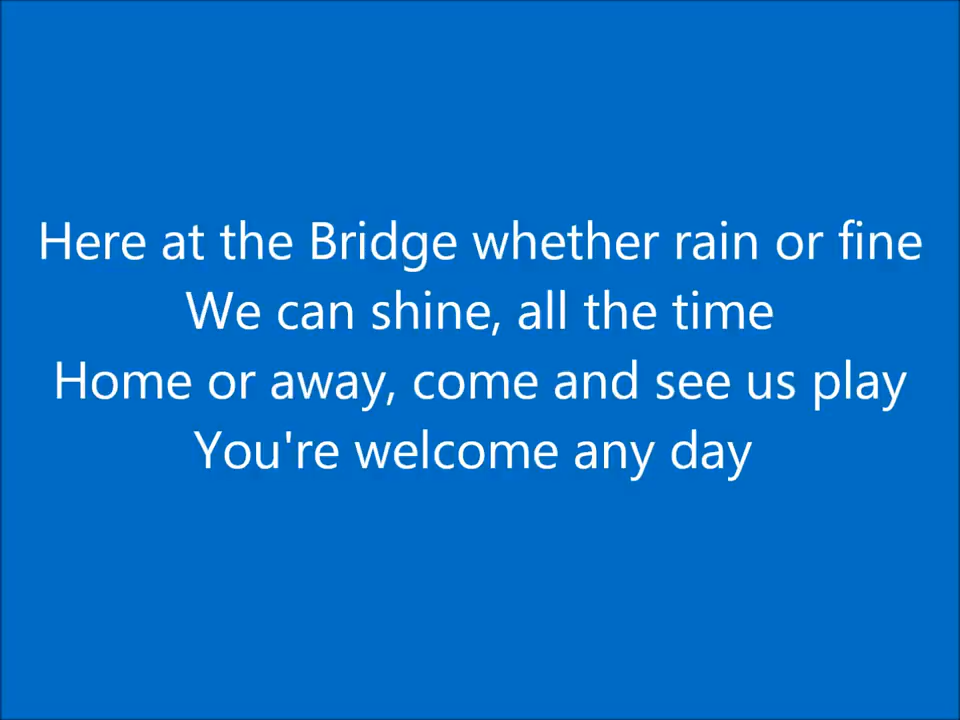 Here at the Bridge whether rain or fine
We can shine, all the time
Home or away, come and see us play
You're welcome any day